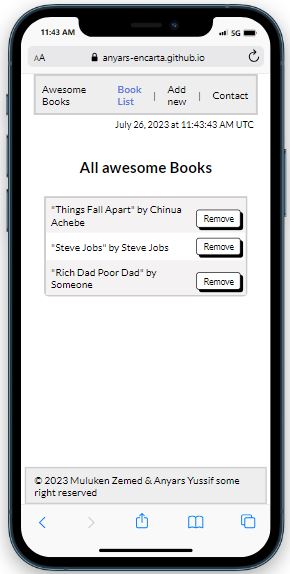 11:43 AM 5G
AA anyars-encarta.github.io
Awesome Books Book List | Add new | Contact
July 26, 2023 at 11:43:43 AM UTC
All awesome Books
"Things Fall Apart" by Chinua
Achebe
Remove
"Steve Jobs" by Steve Jobs
Remove
"Rich Dad Poor Dad" by
Someone
Remove
© 2023 Muluken Zemed & Anyars Yussif some
right reserved